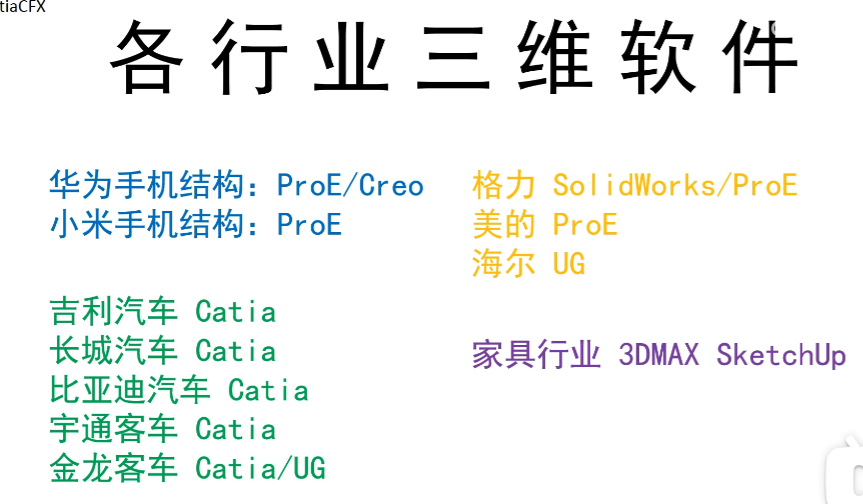 tiaCFX
各行业三维软件
华为手机结构：ProE/Creo
小米手机结构：ProE
吉利汽车 Catia
长城汽车 Catia
比亚迪汽车 Catia
宇通客车 Catia
金龙客车 Catia/UG
格力 SolidWorks/ProE
美的 ProE
海尔 UG
家具行业 3DMAX SketchUp